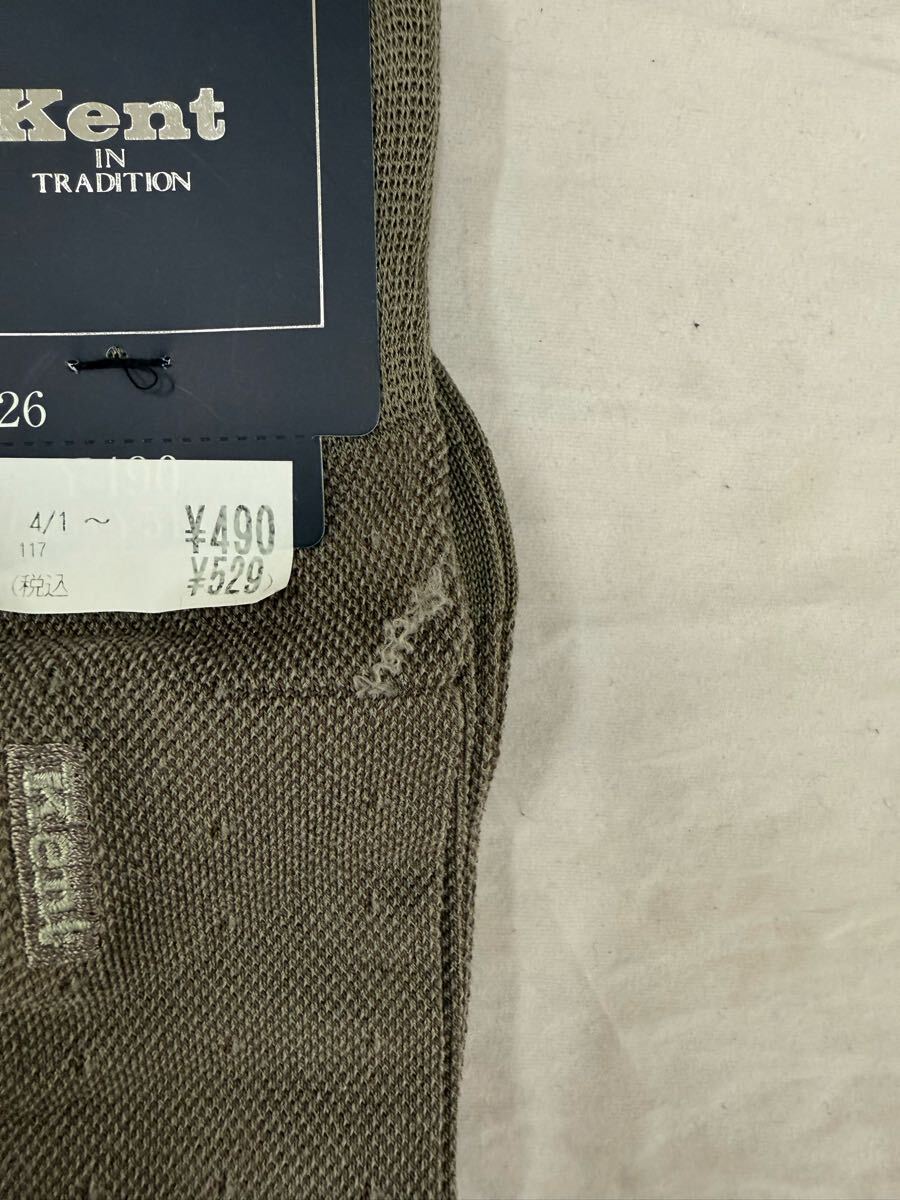 Kent
IN
TRADITION
26
4/1 ～
¥490
117
(税込
¥529)
Kent